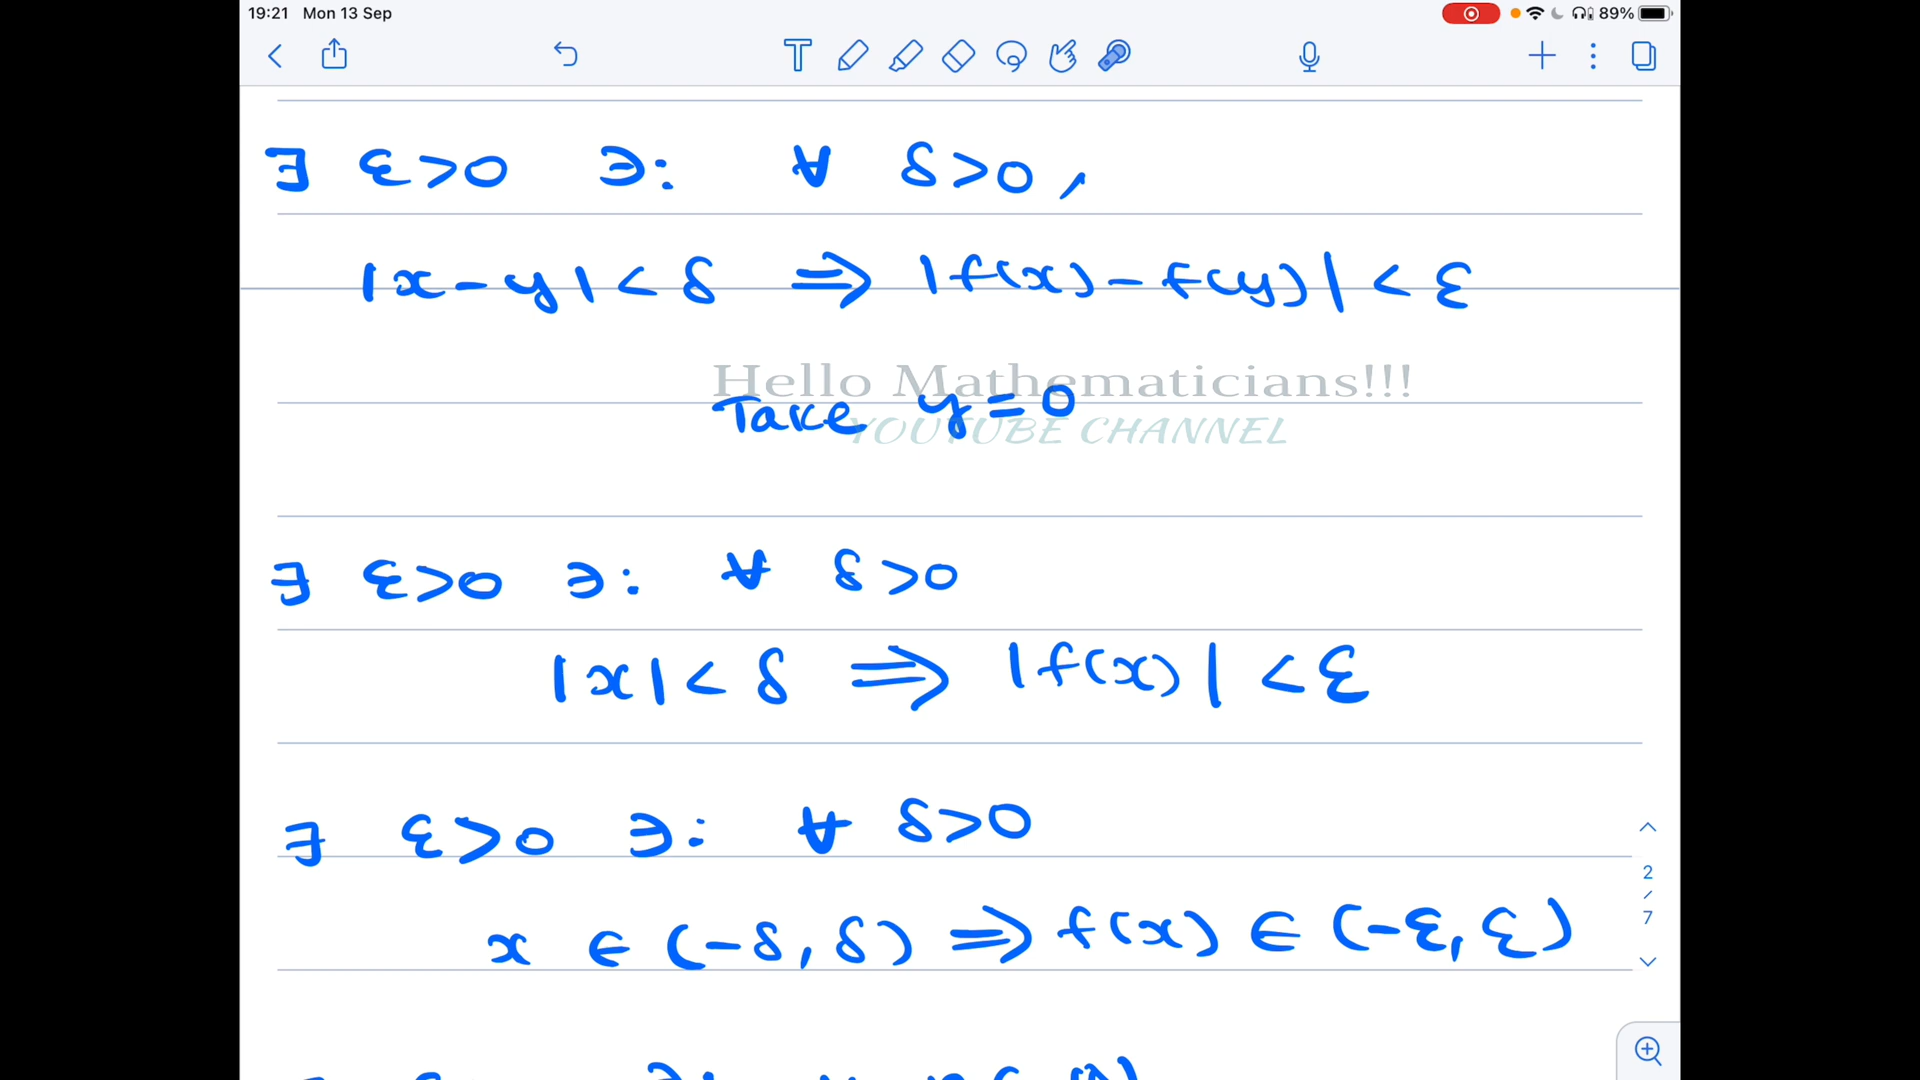 19:21 Mon 13 Sep 89%
∃ ε>0 ∋: ∀ δ>0,
|x-y|<δ ⇒ |f(x)-f(y)|<ε
Hello Mathematicians!!!
Take y=0
YOUTUBE CHANNEL
∃ ε>0 ∋: ∀ δ>0
|x|<δ ⇒ |f(x)|<ε
∃ ε>0 ∋: ∀ δ>0
x ∈ (-δ, δ) ⇒ f(x) ∈ (-ε, ε)
2
/
7